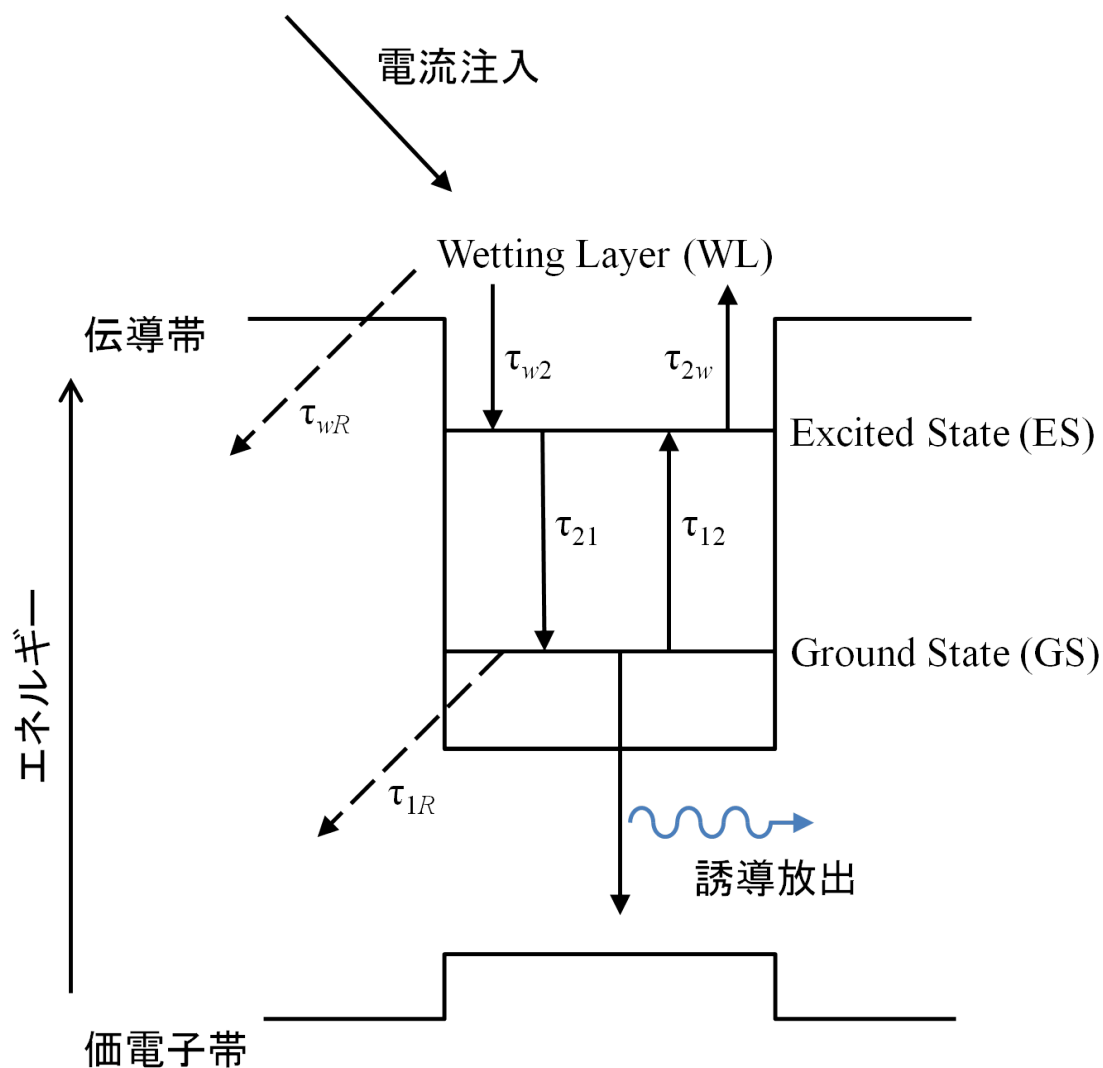 電流注入
Wetting Layer (WL)
伝導帯
τw2
τ2w
τwR
Excited State (ES)
τ21
τ12
エネルギー
Ground State (GS)
τ1R
誘導放出
価電子帯